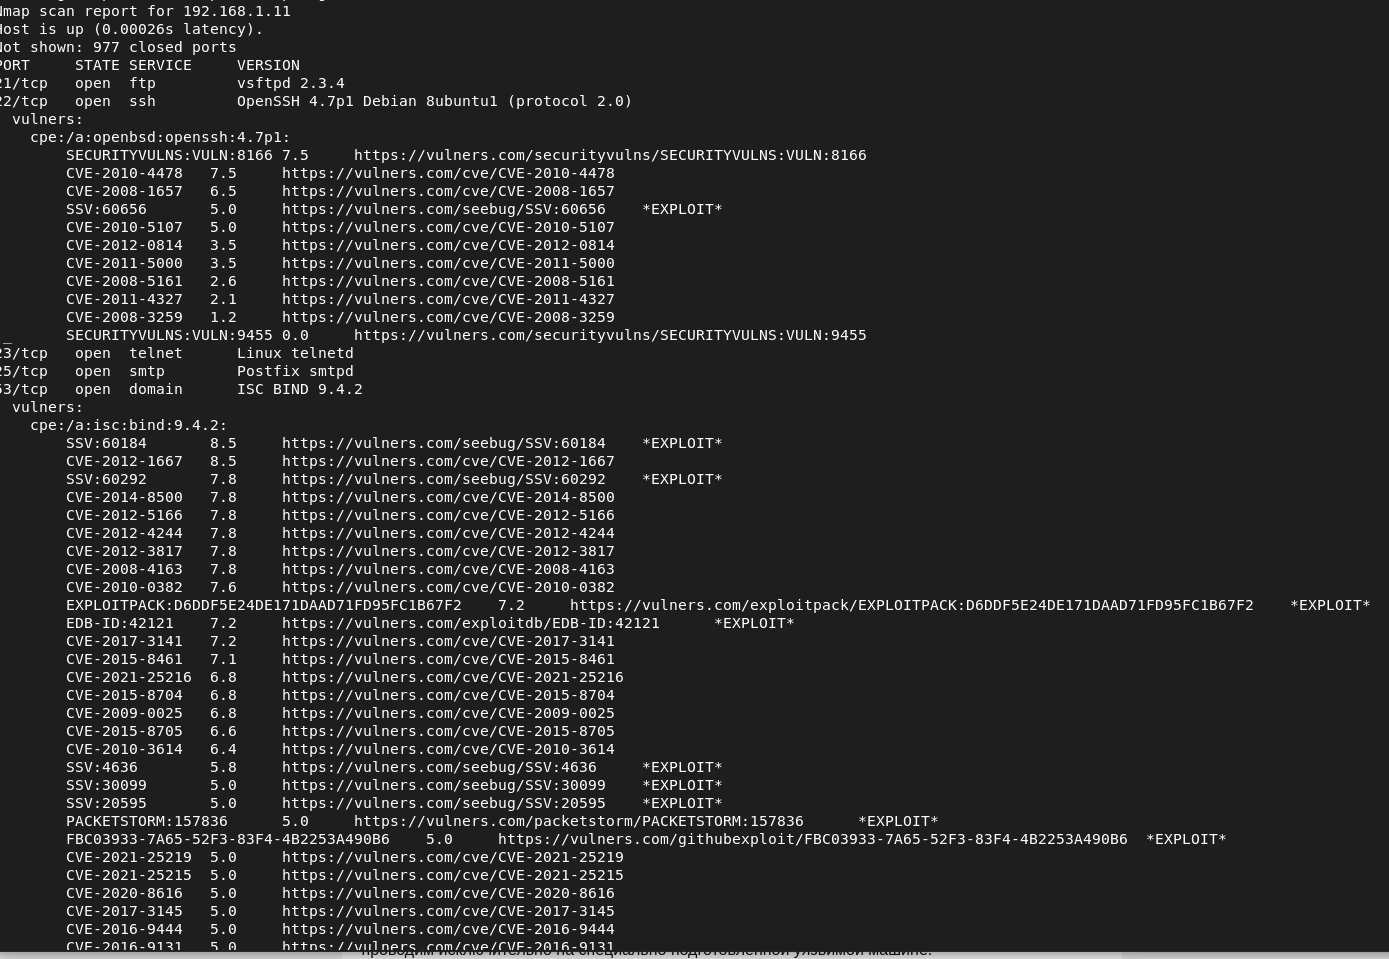 Nmap scan report for 192.168.1.11
Host is up (0.00026s latency).
Not shown: 977 closed ports
PORT     STATE SERVICE     VERSION
21/tcp   open  ftp         vsftpd 2.3.4
22/tcp   open  ssh         OpenSSH 4.7p1 Debian 8ubuntu1 (protocol 2.0)
vulners:
cpe:/a:openbsd:openssh:4.7p1:
SECURITYVULNS:VULN:8166 7.5     https://vulners.com/securityvulns/SECURITYVULNS:VULN:8166
CVE-2010-4478   7.5     https://vulners.com/cve/CVE-2010-4478
CVE-2008-1657   6.5     https://vulners.com/cve/CVE-2008-1657
SSV:60656       5.0     https://vulners.com/seebug/SSV:60656    *EXPLOIT*
CVE-2010-5107   5.0     https://vulners.com/cve/CVE-2010-5107
CVE-2012-0814   3.5     https://vulners.com/cve/CVE-2012-0814
CVE-2011-5000   3.5     https://vulners.com/cve/CVE-2011-5000
CVE-2008-5161   2.6     https://vulners.com/cve/CVE-2008-5161
CVE-2011-4327   2.1     https://vulners.com/cve/CVE-2011-4327
CVE-2008-3259   1.2     https://vulners.com/cve/CVE-2008-3259
_      SECURITYVULNS:VULN:9455 0.0     https://vulners.com/securityvulns/SECURITYVULNS:VULN:9455
23/tcp   open  telnet      Linux telnetd
25/tcp   open  smtp        Postfix smtpd
53/tcp   open  domain      ISC BIND 9.4.2
vulners:
cpe:/a:isc:bind:9.4.2:
SSV:60184       8.5     https://vulners.com/seebug/SSV:60184    *EXPLOIT*
CVE-2012-1667   8.5     https://vulners.com/cve/CVE-2012-1667
SSV:60292       7.8     https://vulners.com/seebug/SSV:60292    *EXPLOIT*
CVE-2014-8500   7.8     https://vulners.com/cve/CVE-2014-8500
CVE-2012-5166   7.8     https://vulners.com/cve/CVE-2012-5166
CVE-2012-4244   7.8     https://vulners.com/cve/CVE-2012-4244
CVE-2012-3817   7.8     https://vulners.com/cve/CVE-2012-3817
CVE-2008-4163   7.8     https://vulners.com/cve/CVE-2008-4163
CVE-2010-0382   7.6     https://vulners.com/cve/CVE-2010-0382
EXPLOITPACK:D6DDF5E24DE171DAAD71FD95FC1B67F2    7.2     https://vulners.com/exploitpack/EXPLOITPACK:D6DDF5E24DE171DAAD71FD95FC1B67F2    *EXPLOIT*
EDB-ID:42121    7.2     https://vulners.com/exploitdb/EDB-ID:42121      *EXPLOIT*
CVE-2017-3141   7.2     https://vulners.com/cve/CVE-2017-3141
CVE-2015-8461   7.1     https://vulners.com/cve/CVE-2015-8461
CVE-2021-25216  6.8     https://vulners.com/cve/CVE-2021-25216
CVE-2015-8704   6.8     https://vulners.com/cve/CVE-2015-8704
CVE-2009-0025   6.8     https://vulners.com/cve/CVE-2009-0025
CVE-2015-8705   6.6     https://vulners.com/cve/CVE-2015-8705
CVE-2010-3614   6.4     https://vulners.com/cve/CVE-2010-3614
SSV:4636        5.8     https://vulners.com/seebug/SSV:4636     *EXPLOIT*
SSV:30099       5.0     https://vulners.com/seebug/SSV:30099    *EXPLOIT*
SSV:20595       5.0     https://vulners.com/seebug/SSV:20595    *EXPLOIT*
PACKETSTORM:157836      5.0     https://vulners.com/packetstorm/PACKETSTORM:157836      *EXPLOIT*
FBC03933-7A65-52F3-83F4-4B2253A490B6    5.0     https://vulners.com/githubexploit/FBC03933-7A65-52F3-83F4-4B2253A490B6  *EXPLOIT*
CVE-2021-25219  5.0     https://vulners.com/cve/CVE-2021-25219
CVE-2021-25215  5.0     https://vulners.com/cve/CVE-2021-25215
CVE-2020-8616   5.0     https://vulners.com/cve/CVE-2020-8616
CVE-2017-3145   5.0     https://vulners.com/cve/CVE-2017-3145
CVE-2016-9444   5.0     https://vulners.com/cve/CVE-2016-9444
CVE-2016-9131   5.0     https://vulners.com/cve/CVE-2016-9131
проводим исключительно на специально подготовленной уязвимой машине.